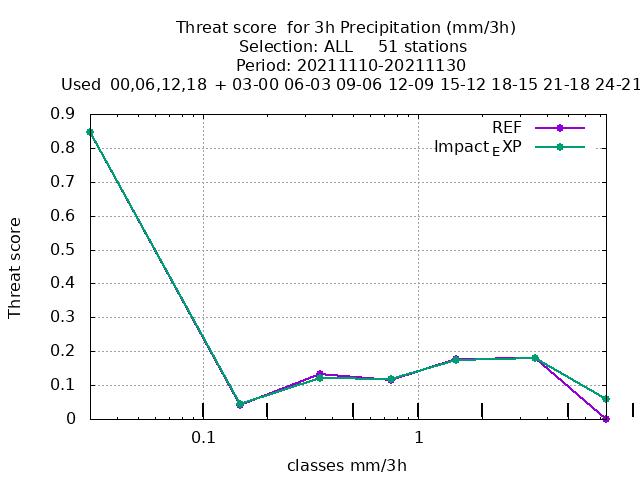 Threat score  for 3h Precipitation (mm/3h)
Selection: ALL     51 stations
Period: 20211110-20211130
Used  00,06,12,18  + 03-00 06-03 09-06 12-09 15-12 18-15 21-18 24-21
0.9
0.8
0.7
0.6
0.5
0.4
0.3
0.2
0.1
0
Threat score
REF
Impact_EXP
0.1
1
classes mm/3h